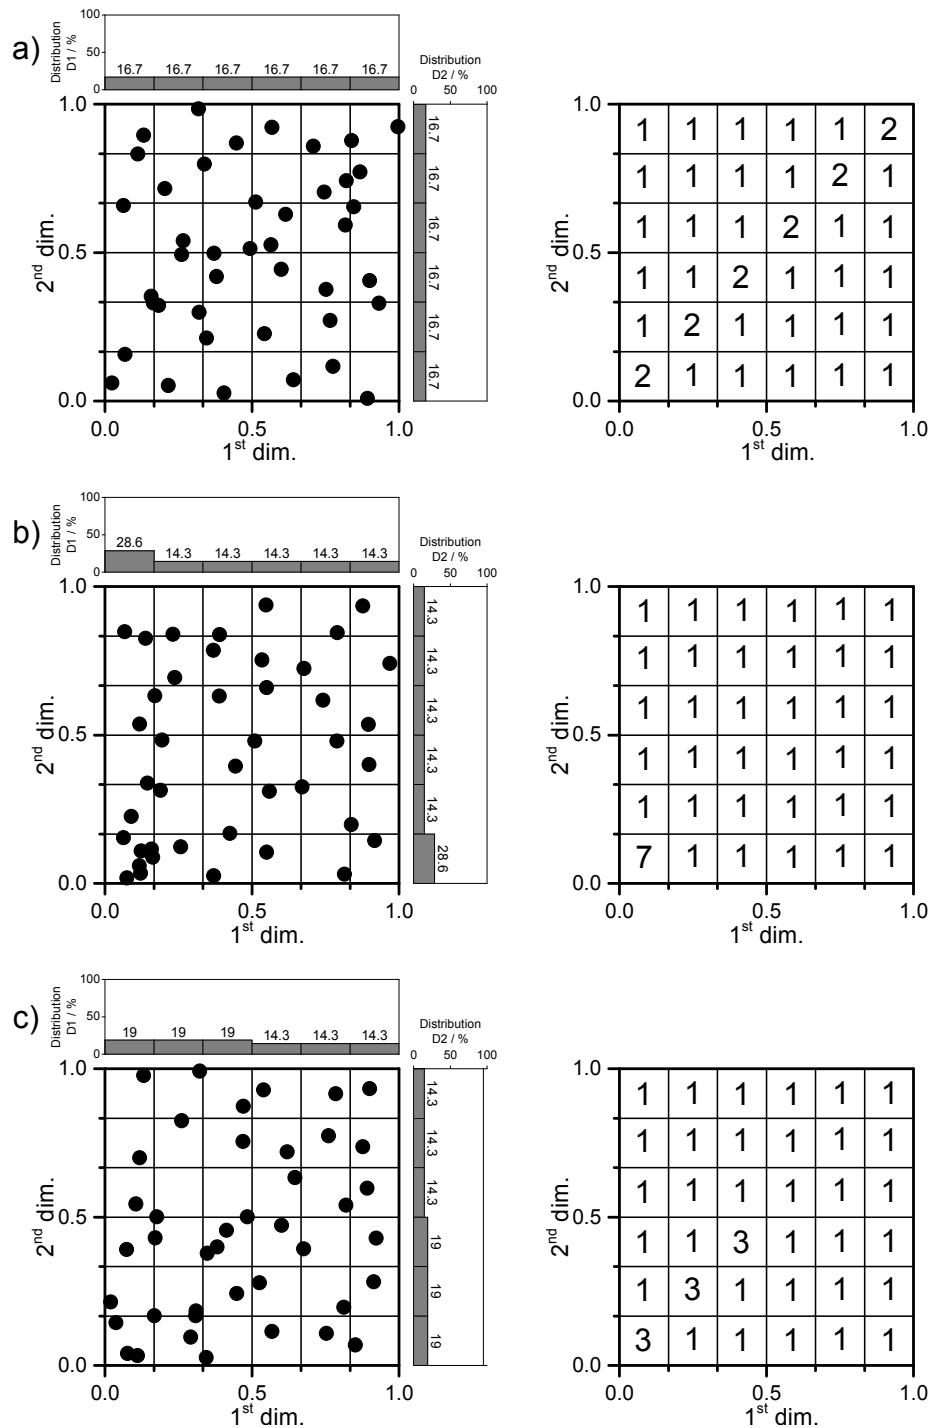 a)
Distribution
D1 / %
100
50
0
16.7 16.7 16.7 16.7 16.7 16.7
Distribution
D2 / %
0 50 100
16.7
16.7
16.7
16.7
16.7
16.7
2nd dim.
1.0
0.5
0.0
0.0 0.5 1.0
1st dim.
2nd dim.
1.0
0.5
0.0
1 1 1 1 1 2
1 1 1 1 2 1
1 1 1 2 1 1
1 1 2 1 1 1
1 2 1 1 1 1
2 1 1 1 1 1
0.0 0.5 1.0
1st dim.
b)
Distribution
D1 / %
100
50
0
28.6 14.3 14.3 14.3 14.3 14.3
Distribution
D2 / %
0 50 100
14.3
14.3
14.3
14.3
14.3
28.6
2nd dim.
1.0
0.5
0.0
0.0 0.5 1.0
1st dim.
2nd dim.
1.0
0.5
0.0
1 1 1 1 1 1
1 1 1 1 1 1
1 1 1 1 1 1
1 1 1 1 1 1
1 1 1 1 1 1
7 1 1 1 1 1
0.0 0.5 1.0
1st dim.
c)
Distribution
D1 / %
100
50
0
19 19 19 14.3 14.3 14.3
Distribution
D2 / %
0 50 100
14.3
14.3
14.3
19
19
19
2nd dim.
1.0
0.5
0.0
0.0 0.5 1.0
1st dim.
2nd dim.
1.0
0.5
0.0
1 1 1 1 1 1
1 1 1 1 1 1
1 1 1 1 1 1
1 1 3 1 1 1
1 3 1 1 1 1
3 1 1 1 1 1
0.0 0.5 1.0
1st dim.